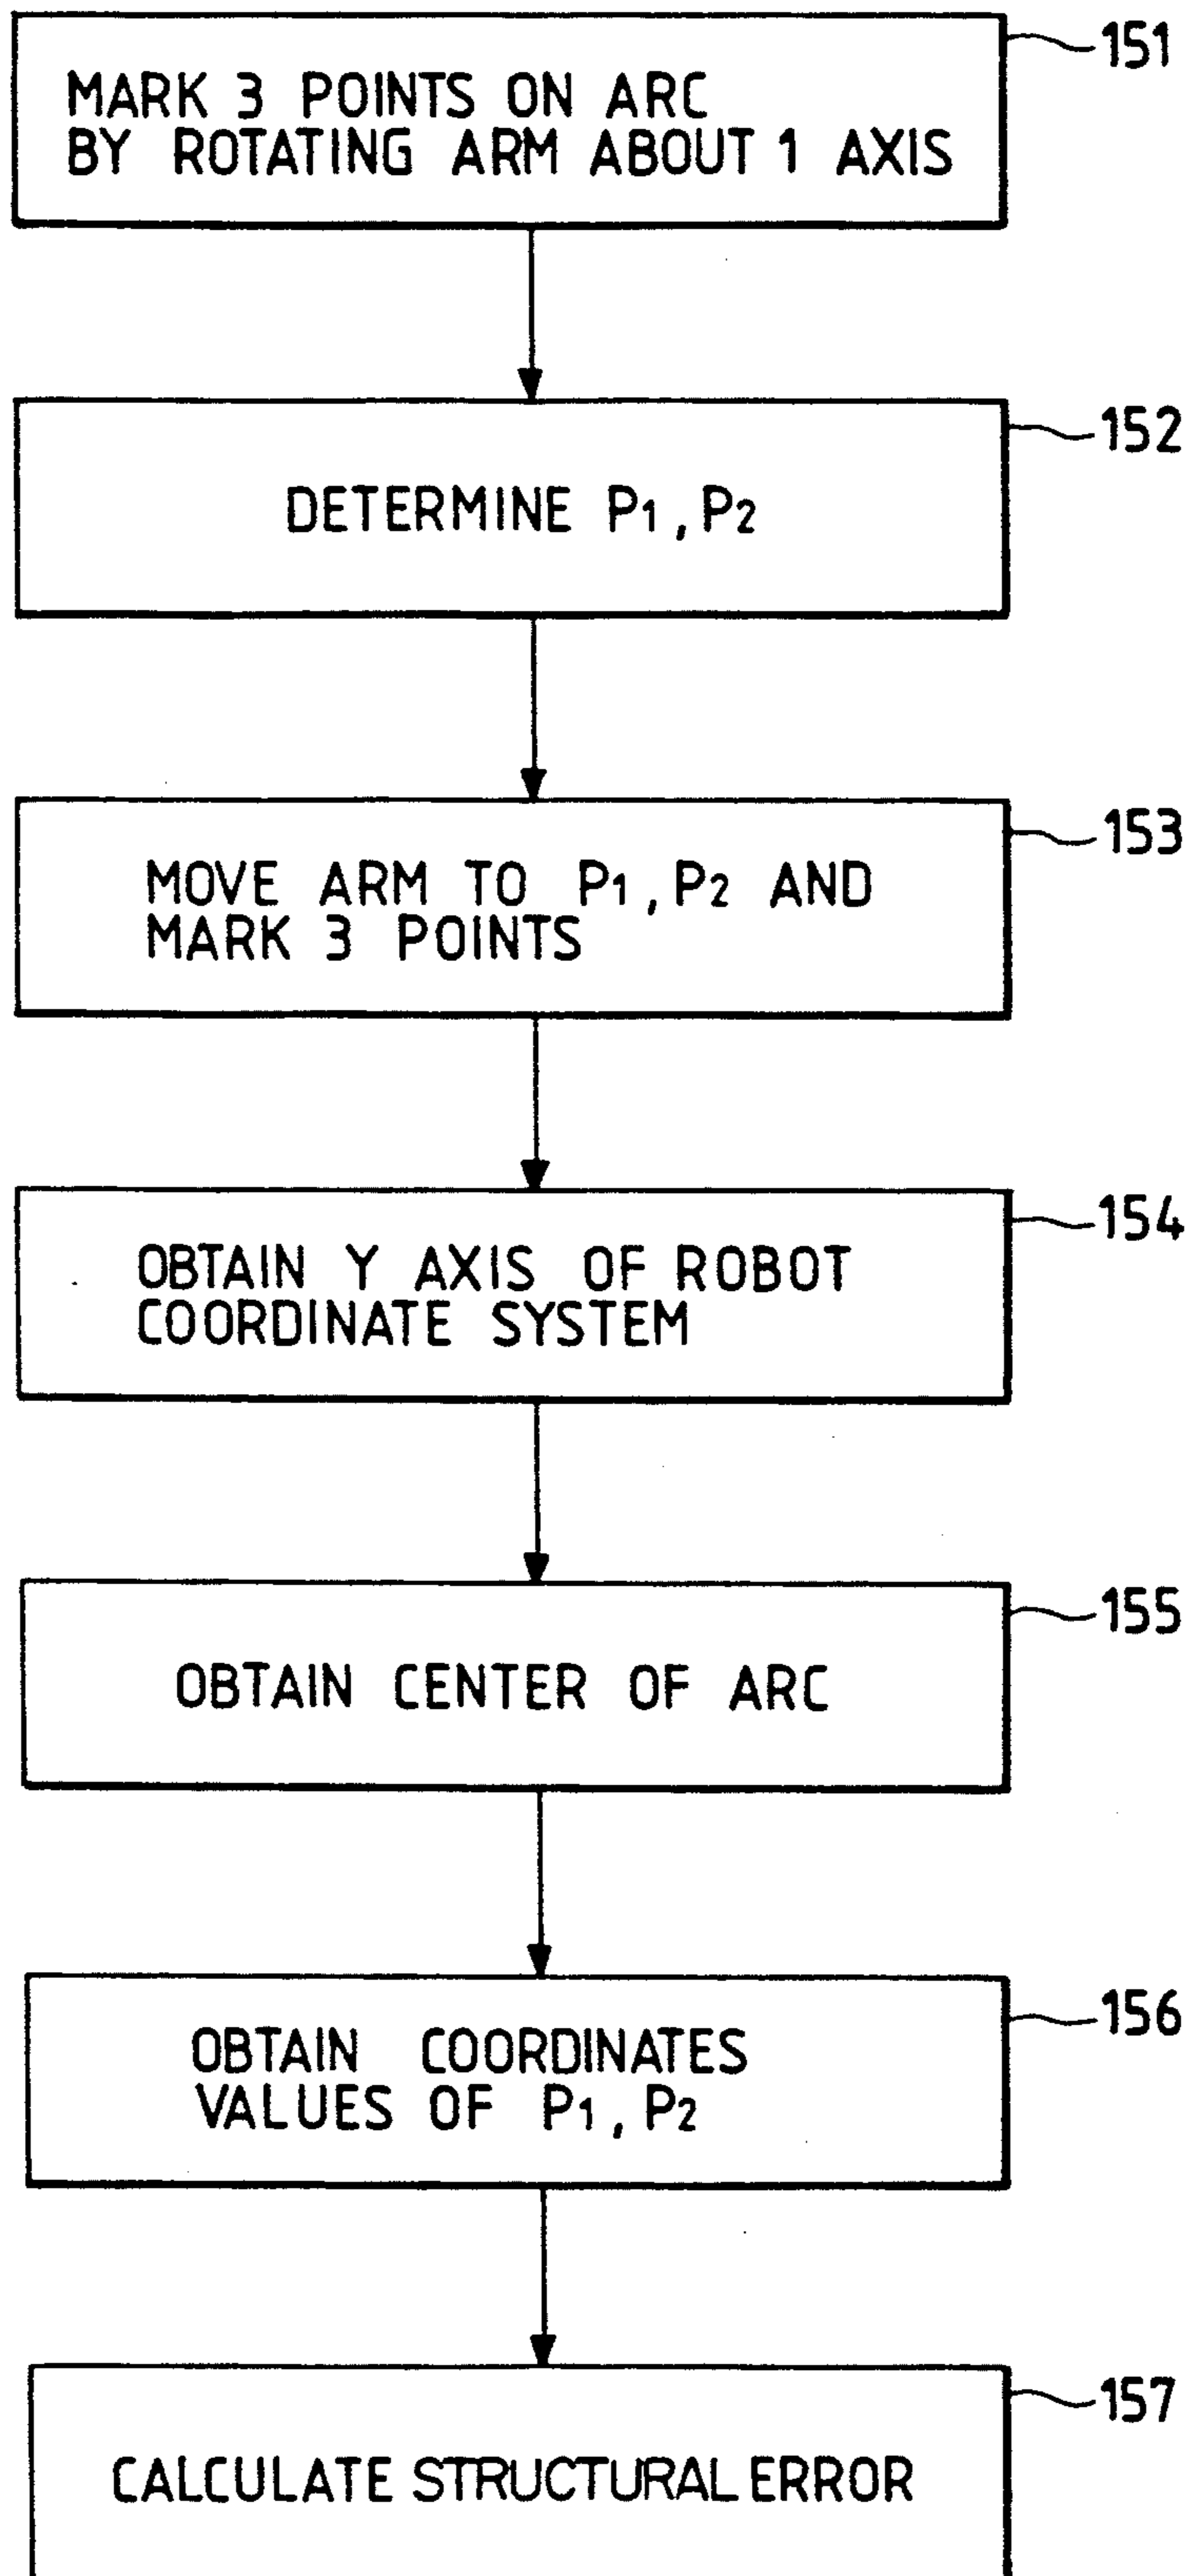 151
MARK 3 POINTS ON ARC
BY ROTATING ARM ABOUT 1 AXIS
152
DETERMINE P1, P2
153
MOVE ARM TO P1, P2 AND
MARK 3 POINTS
154
OBTAIN Y AXIS OF ROBOT
COORDINATE SYSTEM
155
OBTAIN CENTER OF ARC
156
OBTAIN COORDINATES
VALUES OF P1, P2
157
CALCULATE STRUCTURAL ERROR